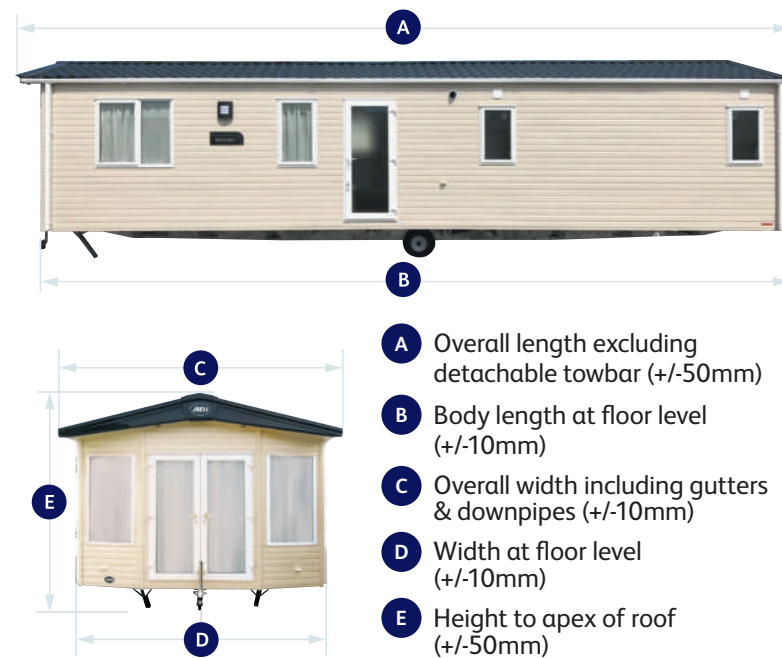 A
B
C
ABI
E
D
A Overall length excluding
detachable towbar (+/-50mm)
B Body length at floor level
(+/-10mm)
C Overall width including gutters
& downpipes (+/-10mm)
D Width at floor level
(+/-10mm)
E Height to apex of roof
(+/-50mm)